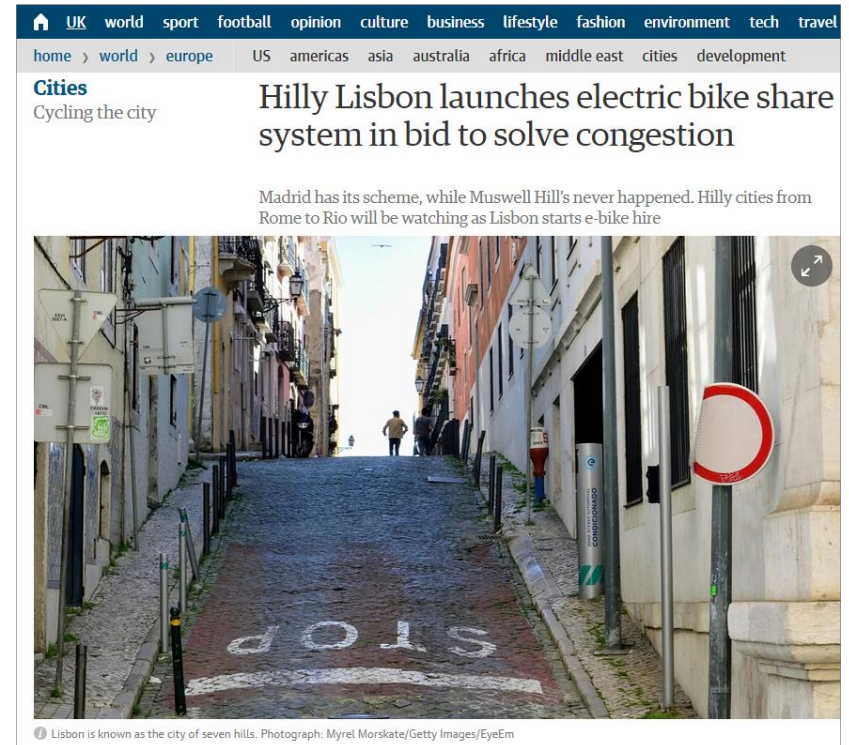 UK world sport football opinion culture business lifestyle fashion environment tech travel
home › world › europe US americas asia australia africa middle east cities development
Cities
Cycling the city
Hilly Lisbon launches electric bike share
system in bid to solve congestion
Madrid has its scheme, while Muswell Hill's never happened. Hilly cities from
Rome to Rio will be watching as Lisbon starts e-bike hire
CONDICIONADO
STOP
Lisbon is known as the city of seven hills. Photograph: Myrel Morskate/Getty Images/EyeEm